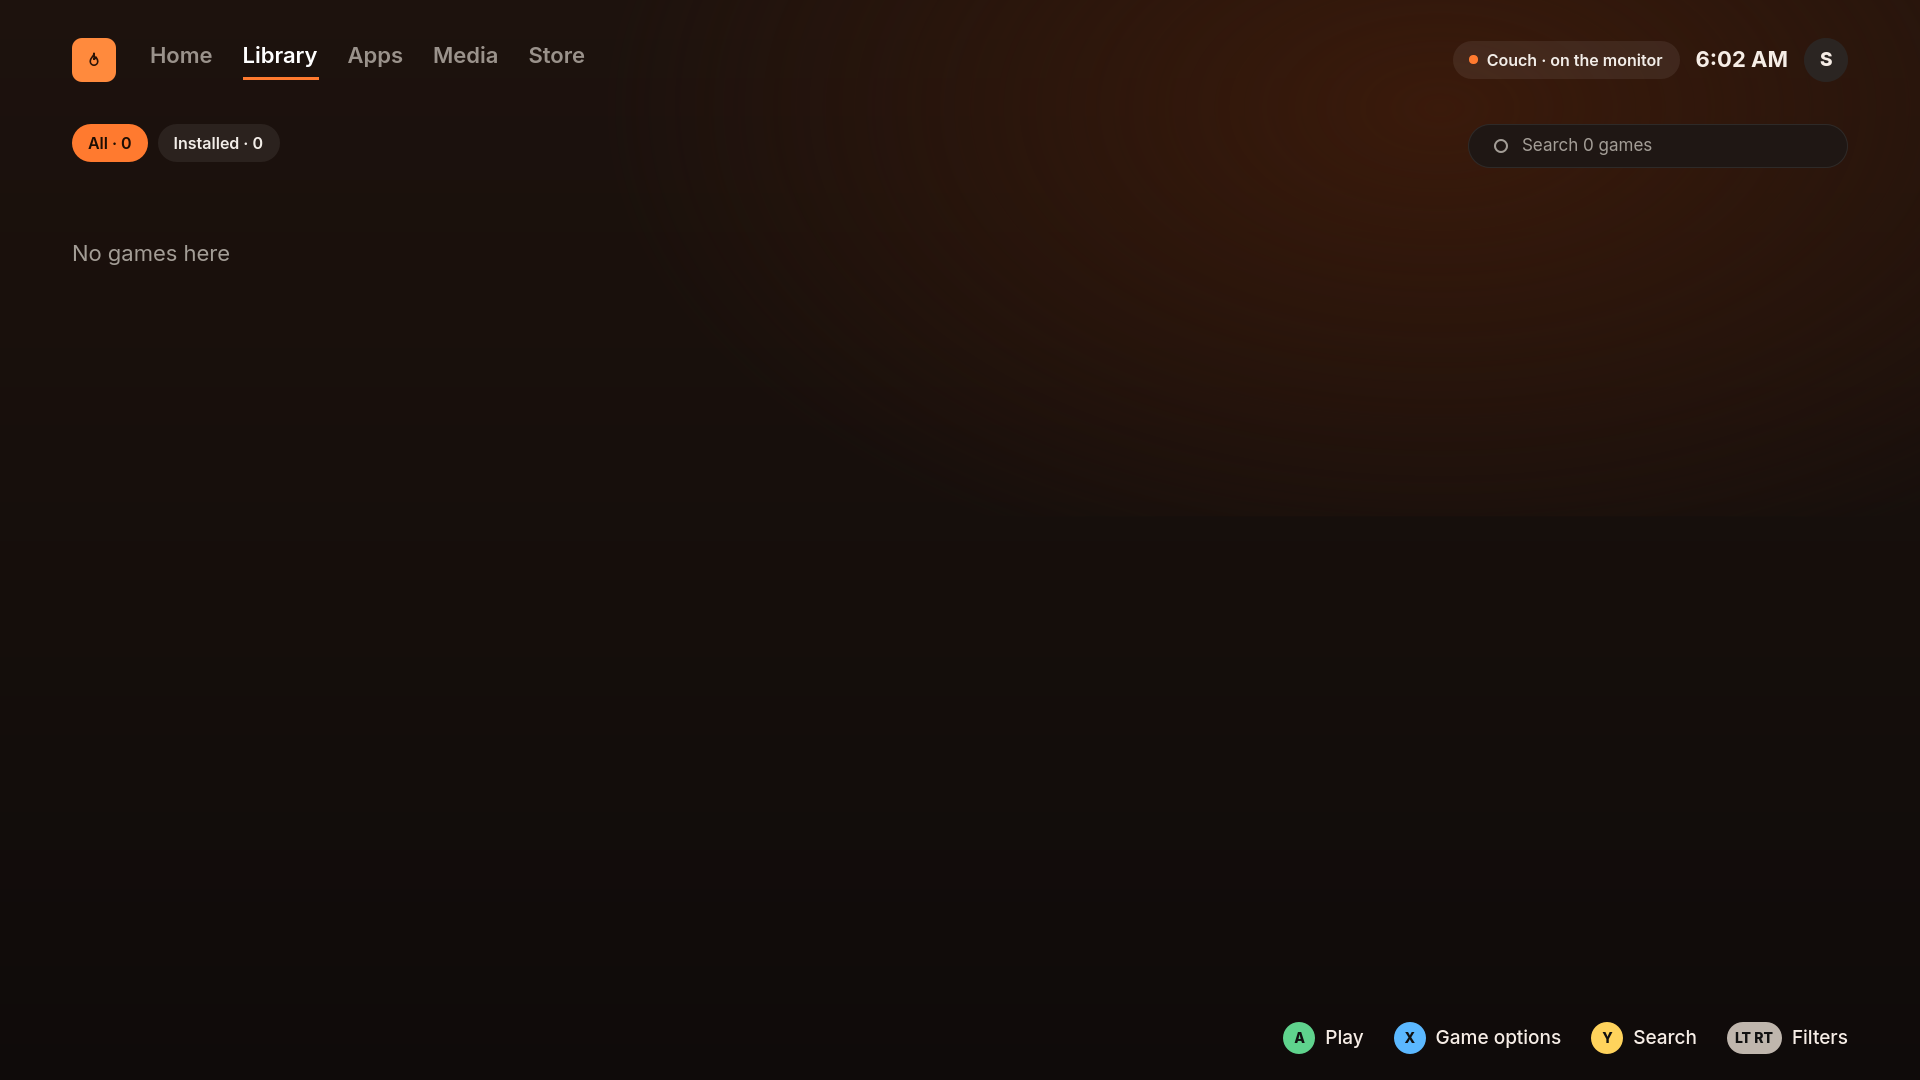 Home Library Apps Media Store
Couch · on the monitor 6:02 AM S
All · 0 Installed · 0
Search 0 games
No games here
A Play X Game options Y Search LT RT Filters